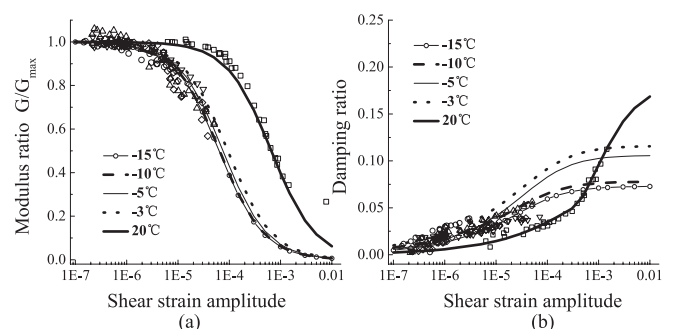 (a)
1.0
0.8
0.6
0.4
0.2
0.0
Modulus ratio G/Gmax
-15℃
-10℃
-5℃
-3℃
20℃
1E-7 1E-6 1E-5 1E-4 1E-3 0.01
Shear strain amplitude
(a)
(b)
0.25
0.20
0.15
0.10
0.05
0.00
Damping ratio
-15℃
-10℃
-5℃
-3℃
20℃
1E-7 1E-6 1E-5 1E-4 1E-3 0.01
Shear strain amplitude
(b)